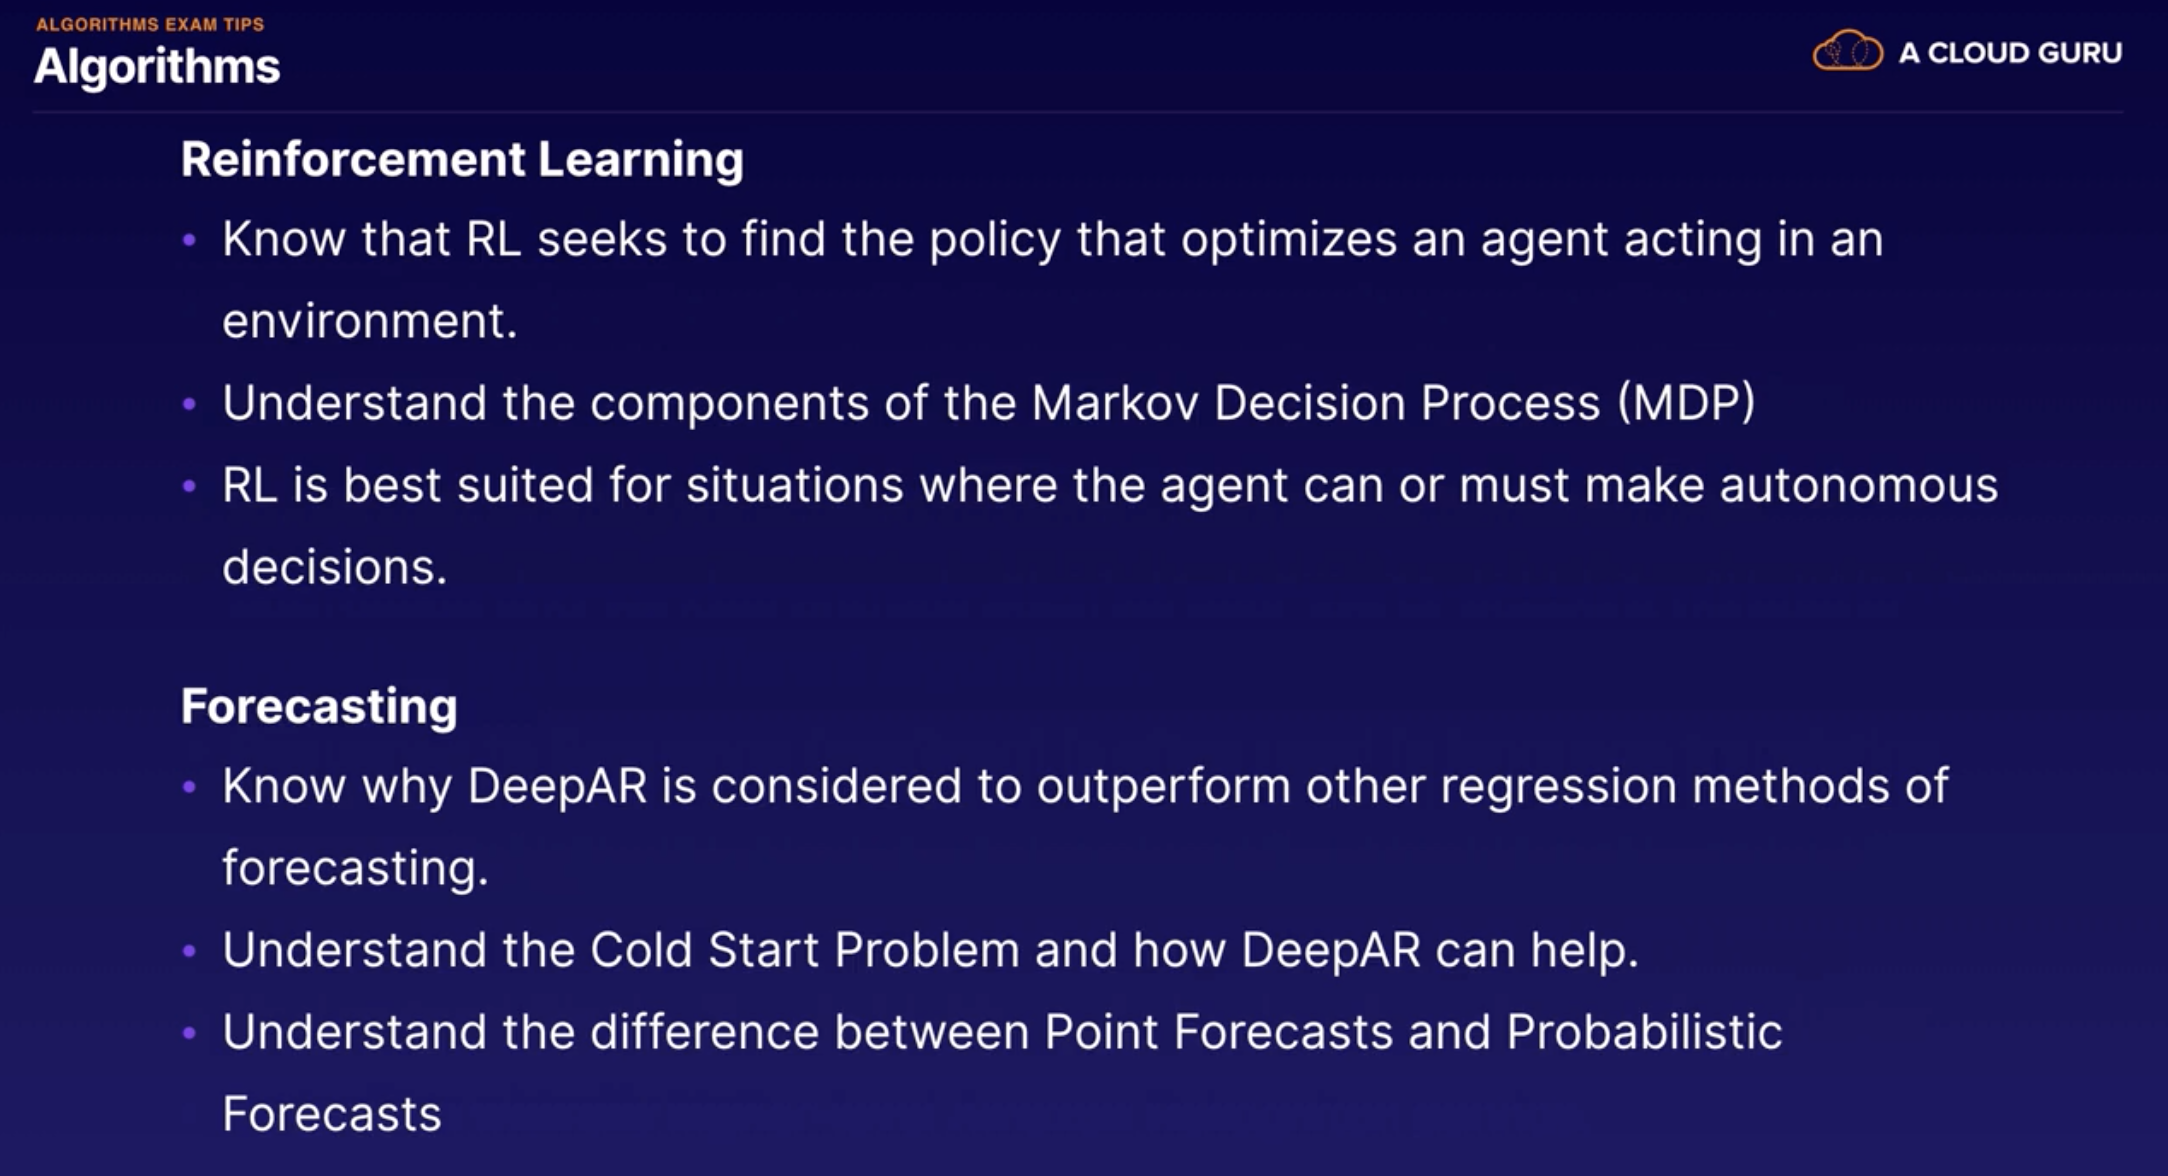 ALGORITHMS EXAM TIPS
Algorithms
A CLOUD GURU
Reinforcement Learning
• Know that RL seeks to find the policy that optimizes an agent acting in an
environment.
• Understand the components of the Markov Decision Process (MDP)
• RL is best suited for situations where the agent can or must make autonomous
decisions.
Forecasting
• Know why DeepAR is considered to outperform other regression methods of
forecasting.
• Understand the Cold Start Problem and how DeepAR can help.
• Understand the difference between Point Forecasts and Probabilistic
Forecasts